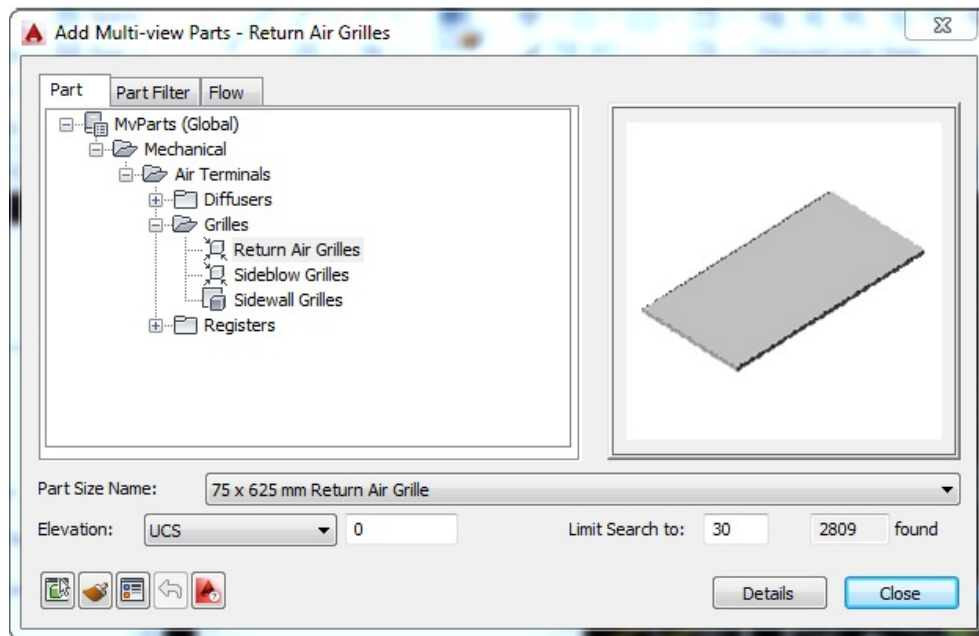 Add Multi-view Parts - Return Air Grilles
Part Part Filter Flow
MvParts (Global)
Mechanical
Air Terminals
Diffusers
Grilles
Return Air Grilles
Sideblow Grilles
Sidewall Grilles
Registers
Part Size Name: 75 x 625 mm Return Air Grille
Elevation: UCS 0 Limit Search to: 30 2809 found
Details Close